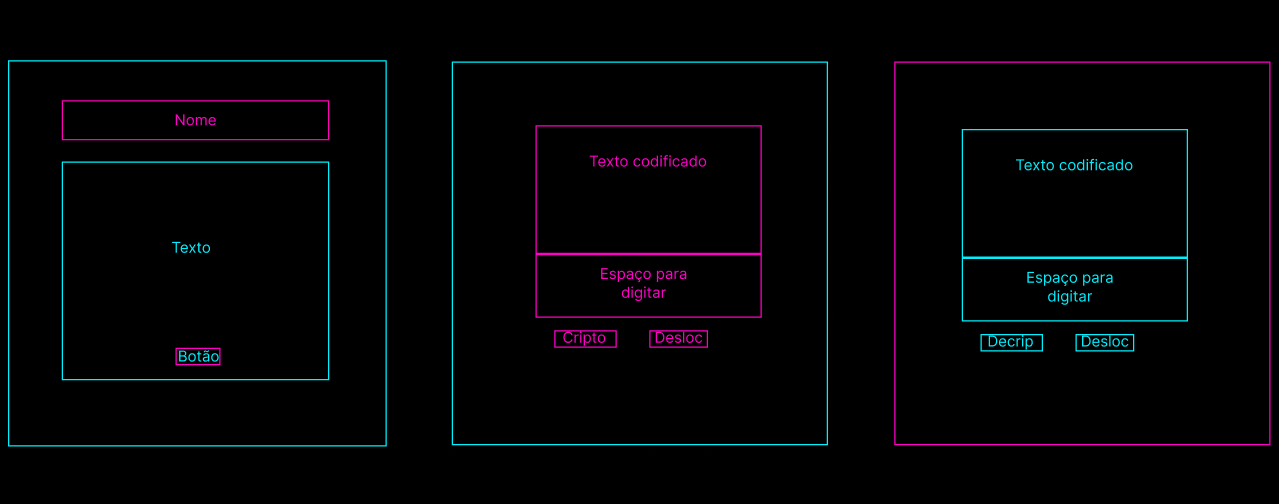 Nome
Texto
Botão
Texto codificado
Espaço para
digitar
Cripto
Desloc
Texto codificado
Espaço para
digitar
Decrip
Desloc